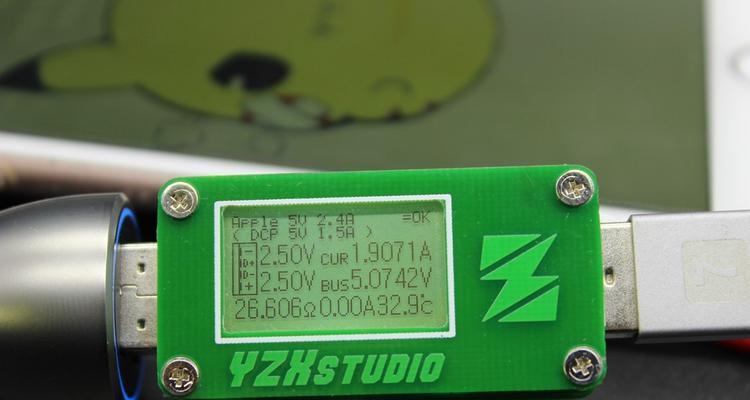 Apple 5V 2.4A =OK
( DCP 5V 1.5A )
D- 2.50V CUR 1.9071A
D+ 2.50V BUS 5.0742V
26.606Ω 0.00A 32.9℃
YZXSTUDIO